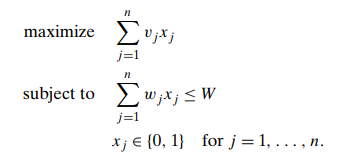 maximize n ∑ j=1 v_j x_j
subject to n ∑ j=1 w_j x_j ≤ W
x_j ∈ {0, 1} for j = 1, . . . , n.